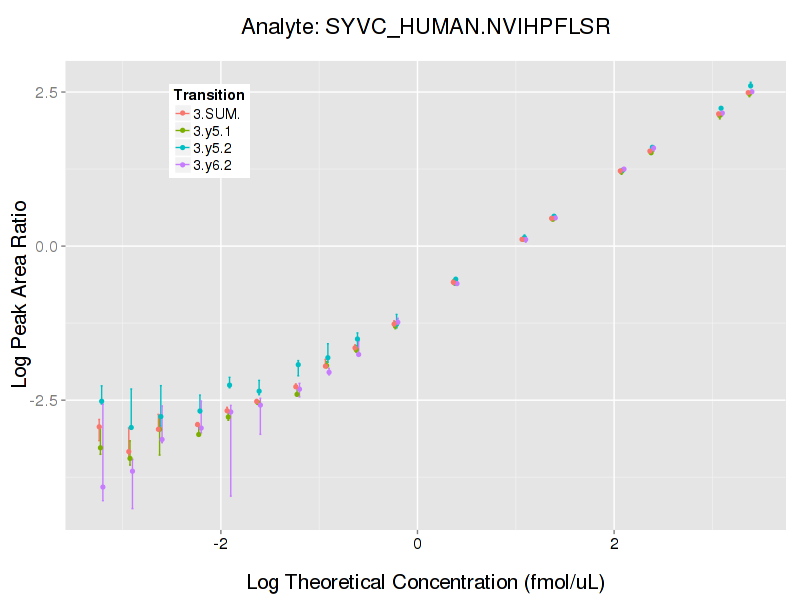 Analyte: SYVC_HUMAN.NVIHPFLSR
Transition
3.SUM.
3.y5.1
3.y5.2
3.y6.2
Log Peak Area Ratio
2.5
0.0
-2.5
-2
0
2
Log Theoretical Concentration (fmol/uL)